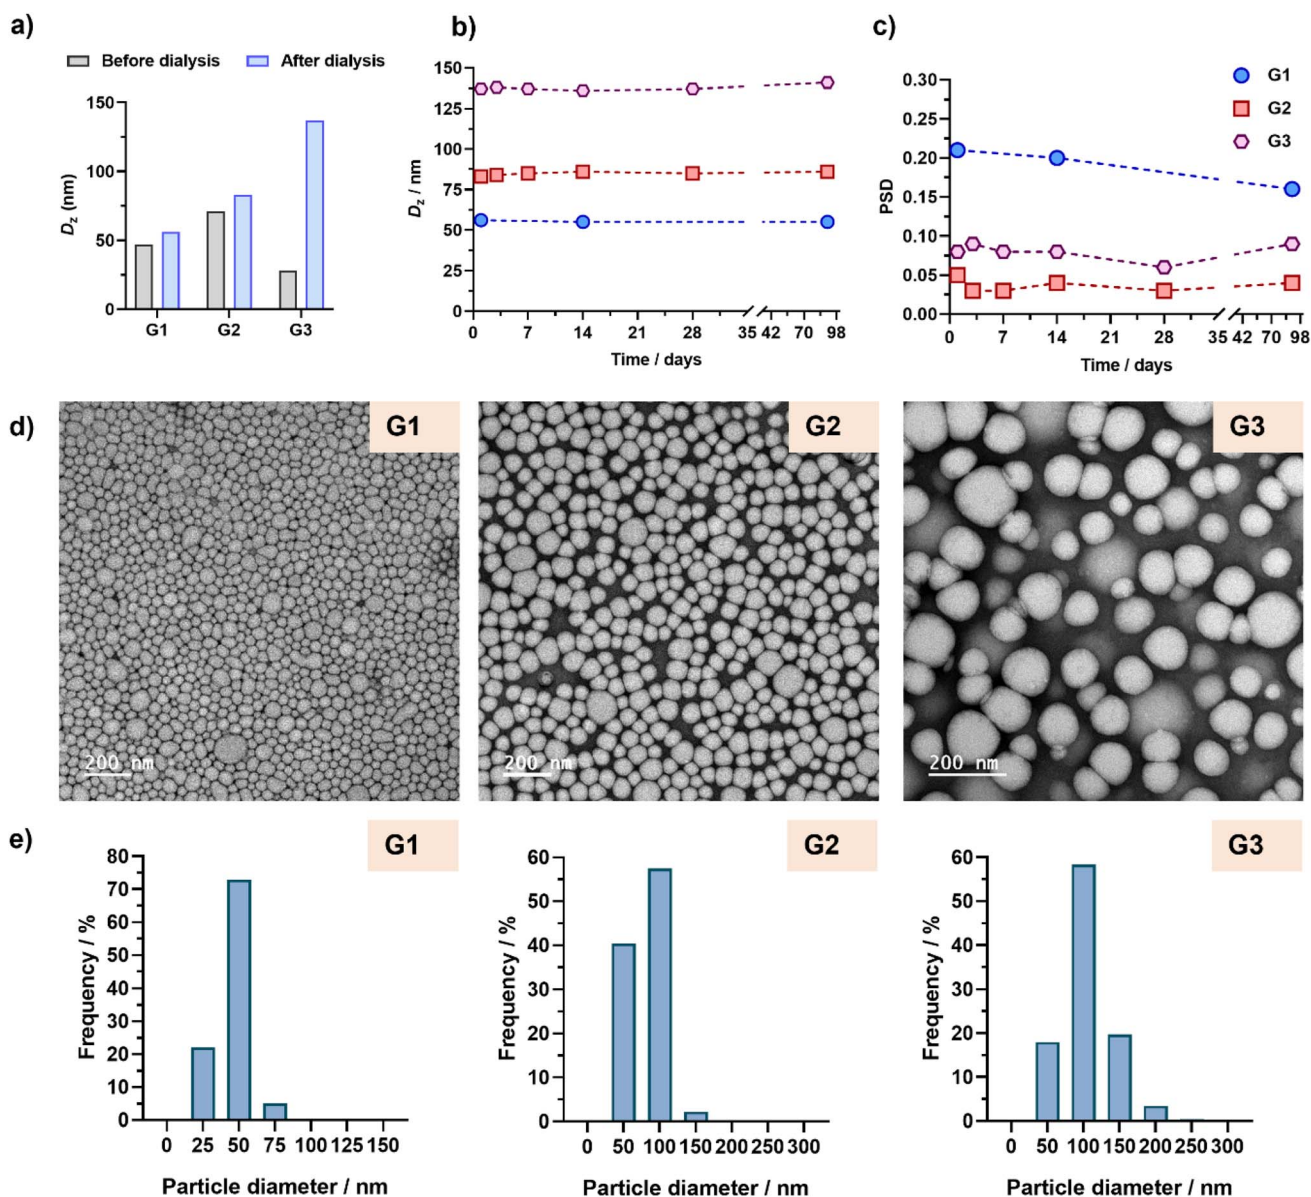 a)
Before dialysis
After dialysis
Dz (nm)
150
100
50
0
G1 G2 G3
b)
Dz / nm
150
125
100
75
50
25
0
0 7 14 21 28 35 42 70 98
Time / days
c)
PSD
0.30
0.25
0.20
0.15
0.10
0.05
0.00
0 7 14 21 28 35 42 70 98
Time / days
G1
G2
G3
d)
G1
200 nm
G2
200 nm
G3
200 nm
e)
G1
Frequency / %
80
70
60
50
40
30
20
10
0
0 25 50 75 100 125 150
Particle diameter / nm
G2
Frequency / %
60
50
40
30
20
10
0
0 50 100 150 200 250 300
Particle diameter / nm
G3
Frequency / %
60
50
40
30
20
10
0
0 50 100 150 200 250 300
Particle diameter / nm